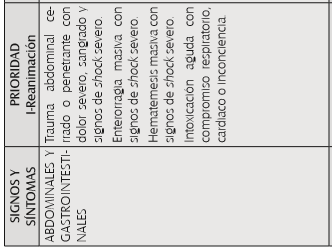 SIGNOS Y
SÍNTOMAS
PRIORIDAD
I-Reanimación
ABDOMINALES Y
GASTROINTESTI-
NALES
Trauma abdominal ce-
rrado o penetrante con
dolor severo, sangrado y
signos de shock severo.
Enterorragia masiva con
signos de shock severo.
Hematemesis masiva con
signos de shock severo.
Intoxicación aguda con
compromiso respiratorio,
cardiaco o inconciencia.